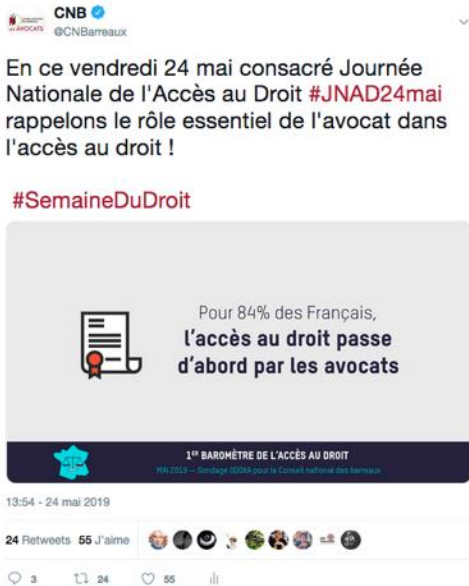 CNB
@CNBarreaux
LES AVOCATS
En ce vendredi 24 mai consacré Journée
Nationale de l'Accès au Droit #JNAD24mai
rappelons le rôle essentiel de l'avocat dans
l'accès au droit !
#SemaineDuDroit
Pour 84% des Français,
l'accès au droit passe
d'abord par les avocats
1ER BAROMÈTRE DE L'ACCÈS AU DROIT
MAI 2019 — Sondage ODOXA pour le Conseil national des barreaux
13:54 - 24 mai 2019
24 Retweets 55 J'aime
3 24 55